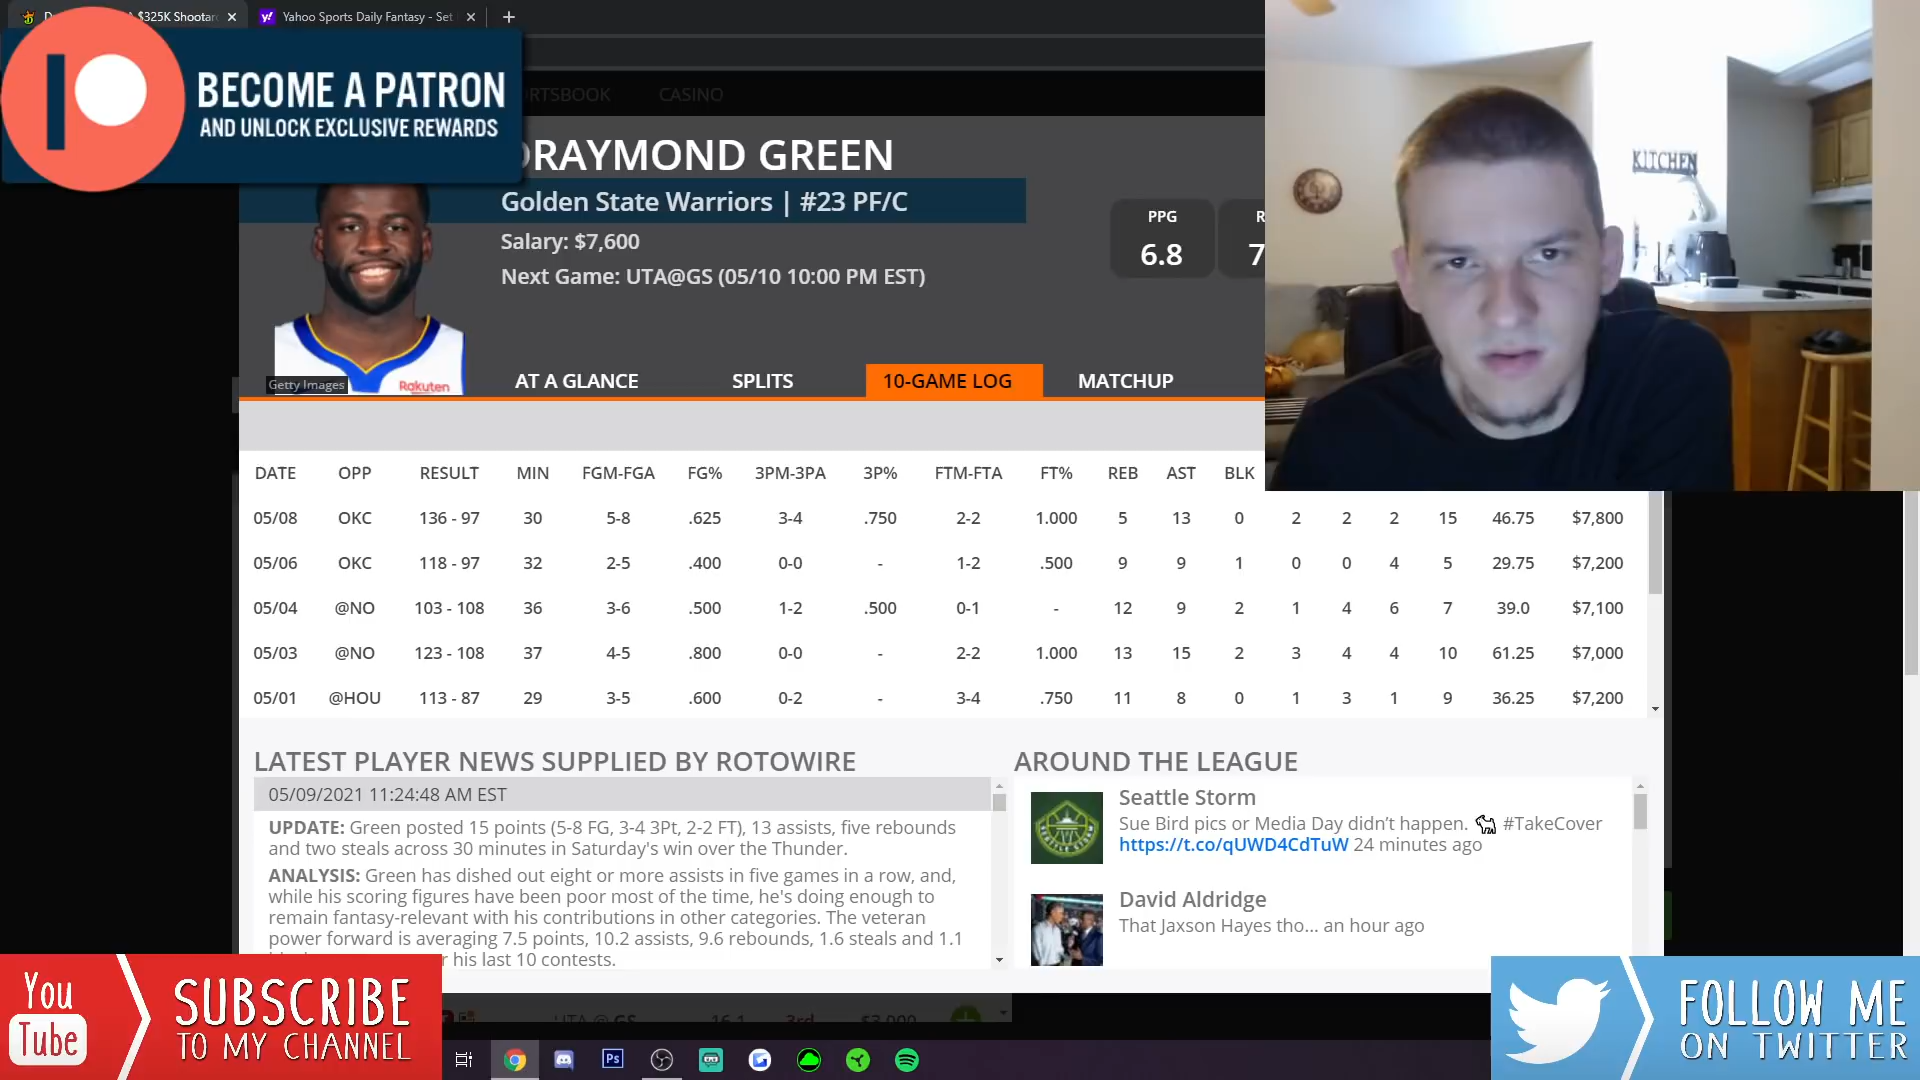 $325K Shootar
Yahoo Sports Daily Fantasy - Set
BECOME A PATRON
AND UNLOCK EXCLUSIVE REWARDS
RTSBOOK CASINO
DRAYMOND GREEN
Golden State Warriors | #23 PF/C
Salary: $7,600
Next Game: UTA@GS (05/10 10:00 PM EST)
PPG
6.8
R
7
KITCHEN
Getty Images
Rakuten
AT A GLANCE SPLITS 10-GAME LOG MATCHUP
DATE OPP RESULT MIN FGM-FGA FG% 3PM-3PA 3P% FTM-FTA FT% REB AST BLK
05/08 OKC 136 - 97 30 5-8 .625 3-4 .750 2-2 1.000 5 13 0 2 2 2 15 46.75 $7,800
05/06 OKC 118 - 97 32 2-5 .400 0-0 - 1-2 .500 9 9 1 0 0 4 5 29.75 $7,200
05/04 @NO 103 - 108 36 3-6 .500 1-2 .500 0-1 - 12 9 2 1 4 6 7 39.0 $7,100
05/03 @NO 123 - 108 37 4-5 .800 0-0 - 2-2 1.000 13 15 2 3 4 4 10 61.25 $7,000
05/01 @HOU 113 - 87 29 3-5 .600 0-2 - 3-4 .750 11 8 0 1 3 1 9 36.25 $7,200
LATEST PLAYER NEWS SUPPLIED BY ROTOWIRE
05/09/2021 11:24:48 AM EST
UPDATE: Green posted 15 points (5-8 FG, 3-4 3Pt, 2-2 FT), 13 assists, five rebounds
and two steals across 30 minutes in Saturday's win over the Thunder.
ANALYSIS: Green has dished out eight or more assists in five games in a row, and,
while his scoring figures have been poor most of the time, he's doing enough to
remain fantasy-relevant with his contributions in other categories. The veteran
power forward is averaging 7.5 points, 10.2 assists, 9.6 rebounds, 1.6 steals and 1.1
his last 10 contests.
AROUND THE LEAGUE
Seattle Storm
Sue Bird pics or Media Day didn't happen. #TakeCover
https://t.co/qUWD4CdTuW 24 minutes ago
David Aldridge
That Jaxson Hayes tho... an hour ago
UTA @ GS 16.1 3rd $3,000
You
Tube
SUBSCRIBE
TO MY CHANNEL
Ps
FOLLOW ME
ON TWITTER